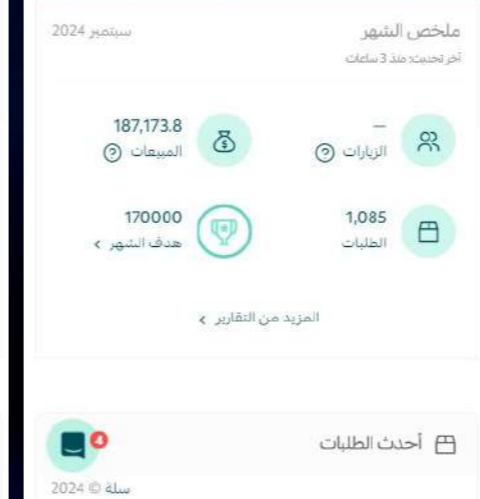 ملخص الشهر
سبتمبر 2024
آخر تحديث: منذ 3 ساعات
—
الزيارات
187,173.8
المبيعات
1,085
الطلبات
170000
هدف الشهر
المزيد من التقارير
أحدث الطلبات
4
سلة © 2024